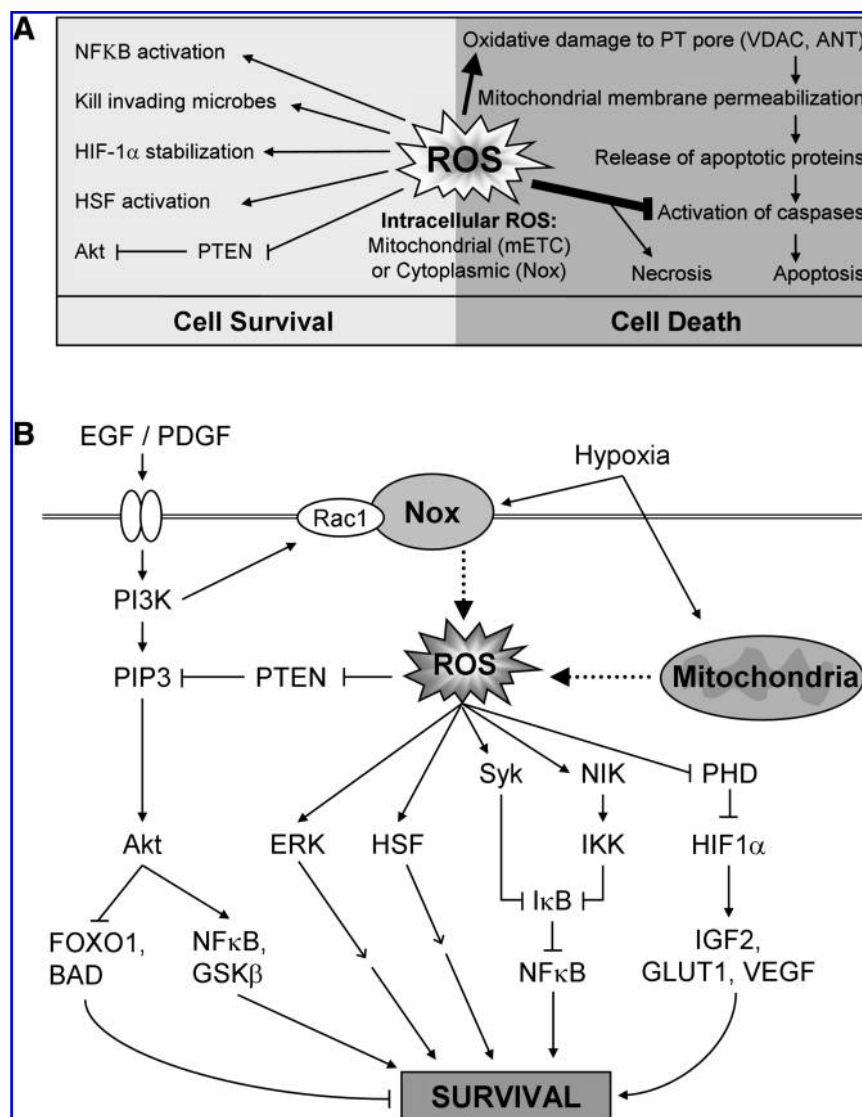 A
NFKB activation
Kill invading microbes
HIF-1α stabilization
HSF activation
Akt
PTEN
ROS
Intracellular ROS:
Mitochondrial (mETC)
or Cytoplasmic (Nox)
Oxidative damage to PT pore (VDAC, ANT)
Mitochondrial membrane permeabilization
Release of apoptotic proteins
Activation of caspases
Necrosis
Apoptosis
Cell Survival
Cell Death
B
EGF / PDGF
Hypoxia
Rac1
Nox
PI3K
PIP3
PTEN
ROS
Mitochondria
Syk
NIK
PHD
Akt
ERK
HSF
IKK
HIF1α
IκB
FOXO1,
BAD
NFκB,
GSKβ
NFκB
IGF2,
GLUT1, VEGF
SURVIVAL